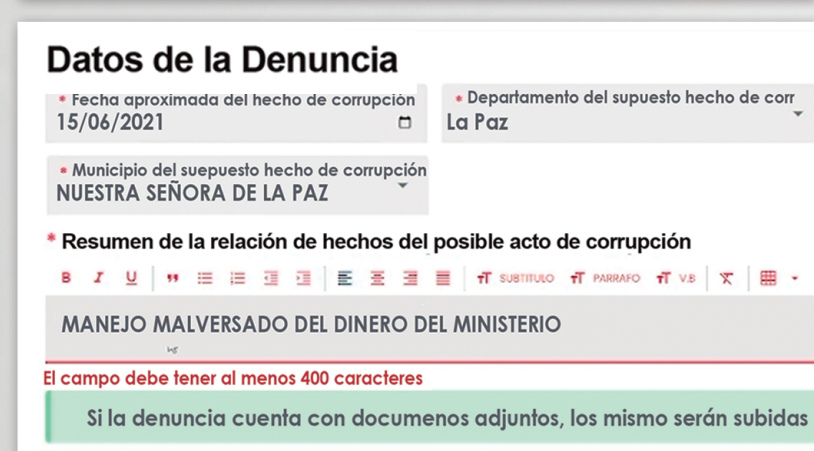 Datos de la Denuncia
* Fecha aproximada del hecho de corrupción
15/06/2021
* Departamento del supuesto hecho de corr
La Paz
* Municipio del suepuesto hecho de corrupción
NUESTRA SEÑORA DE LA PAZ
* Resumen de la relación de hechos del posible acto de corrupción
B I U SUBTITULO PARRAFO V.B
MANEJO MALVERSADO DEL DINERO DEL MINISTERIO
El campo debe tener al menos 400 caracteres
Si la denuncia cuenta con documenos adjuntos, los mismo serán subidas